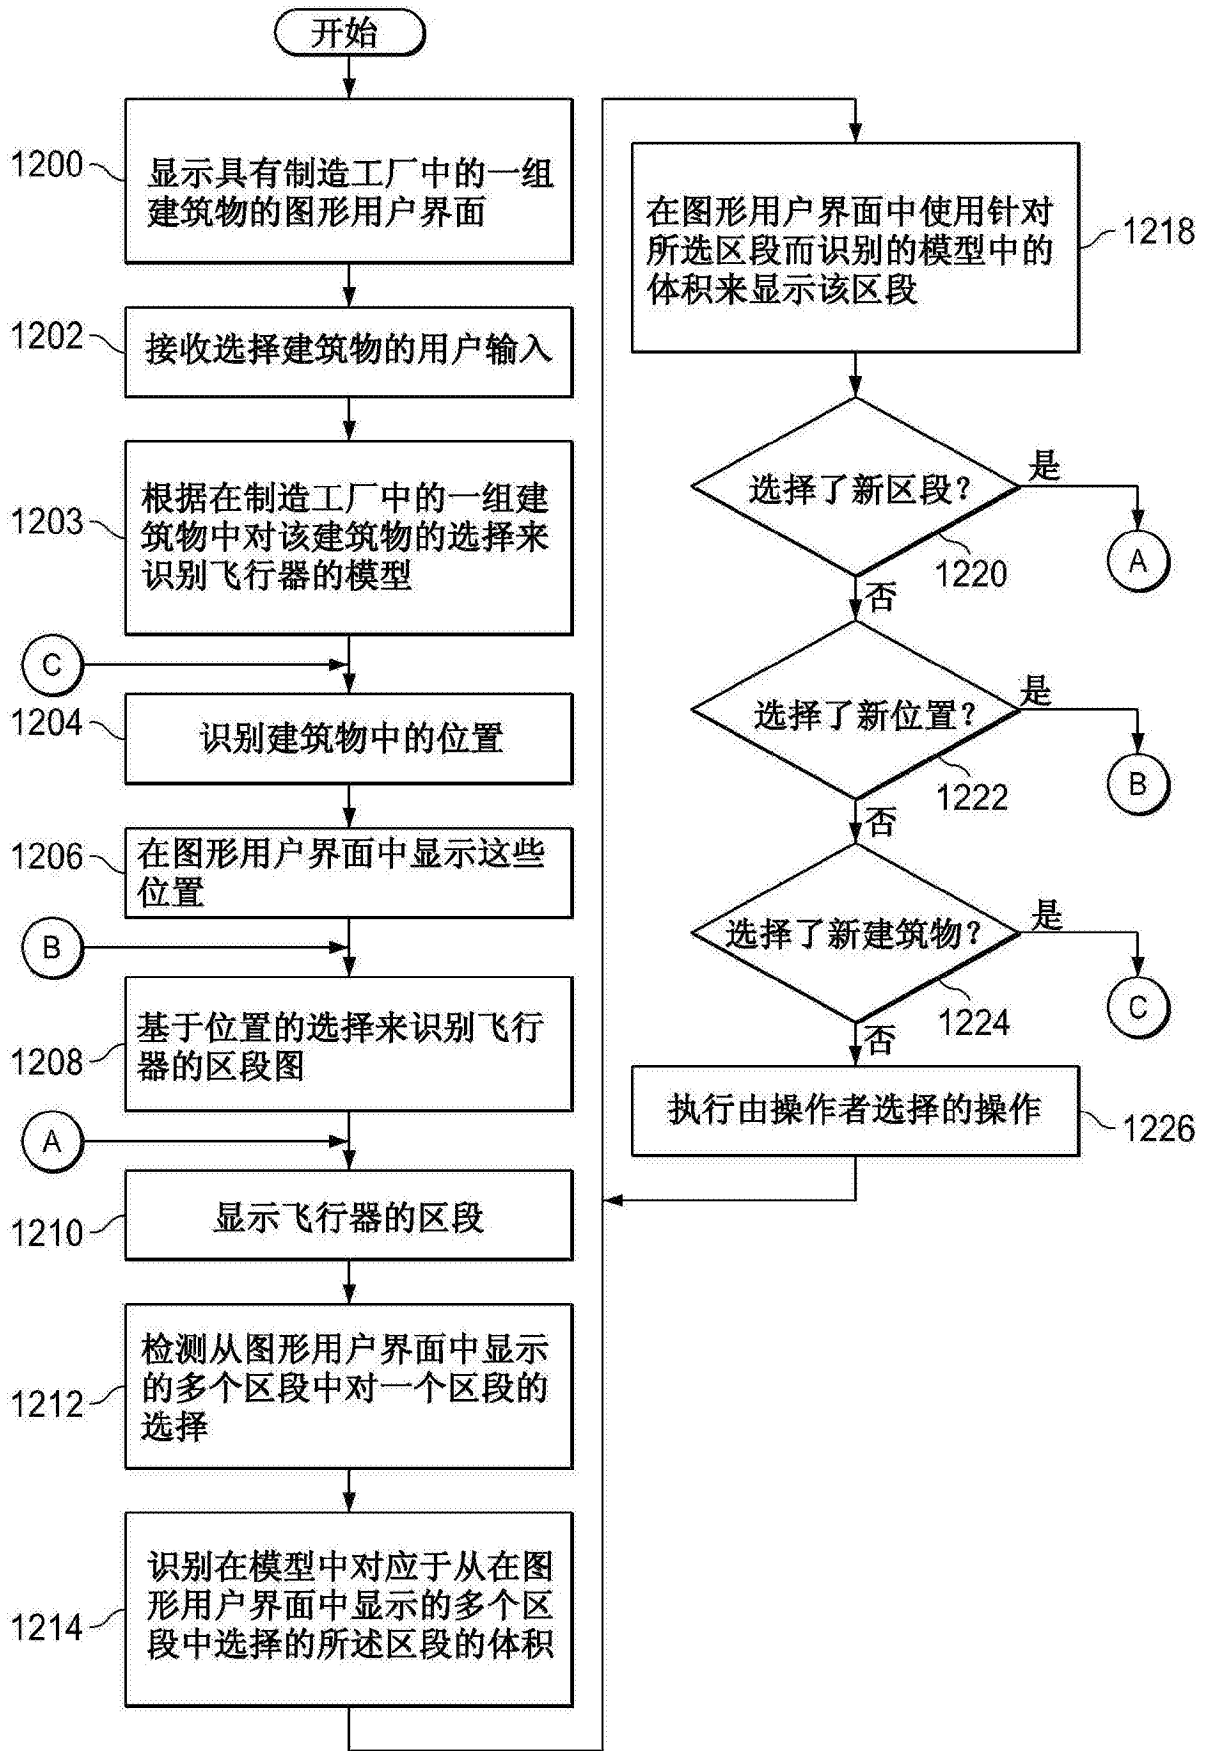 开始
1200
显示具有制造工厂中的一组
建筑物的图形用户界面
1202
接收选择建筑物的用户输入
1203
根据在制造工厂中的一组建
筑物中对该建筑物的选择来
识别飞行器的模型
C
1204
识别建筑物中的位置
1206
在图形用户界面中显示这些
位置
B
1208
基于位置的选择来识别飞行
器的区段图
A
1210
显示飞行器的区段
1212
检测从图形用户界面中显示
的多个区段中对一个区段的
选择
1214
识别在模型中对应于从在图
形用户界面中显示的多个区
段中选择的所述区段的体积
在图形用户界面中使用针对
所选区段而识别的模型中的
体积来显示该区段
1218
选择了新区段?
是
A
1220
否
选择了新位置?
是
B
1222
否
选择了新建筑物?
是
C
1224
否
执行由操作者选择的操作
1226